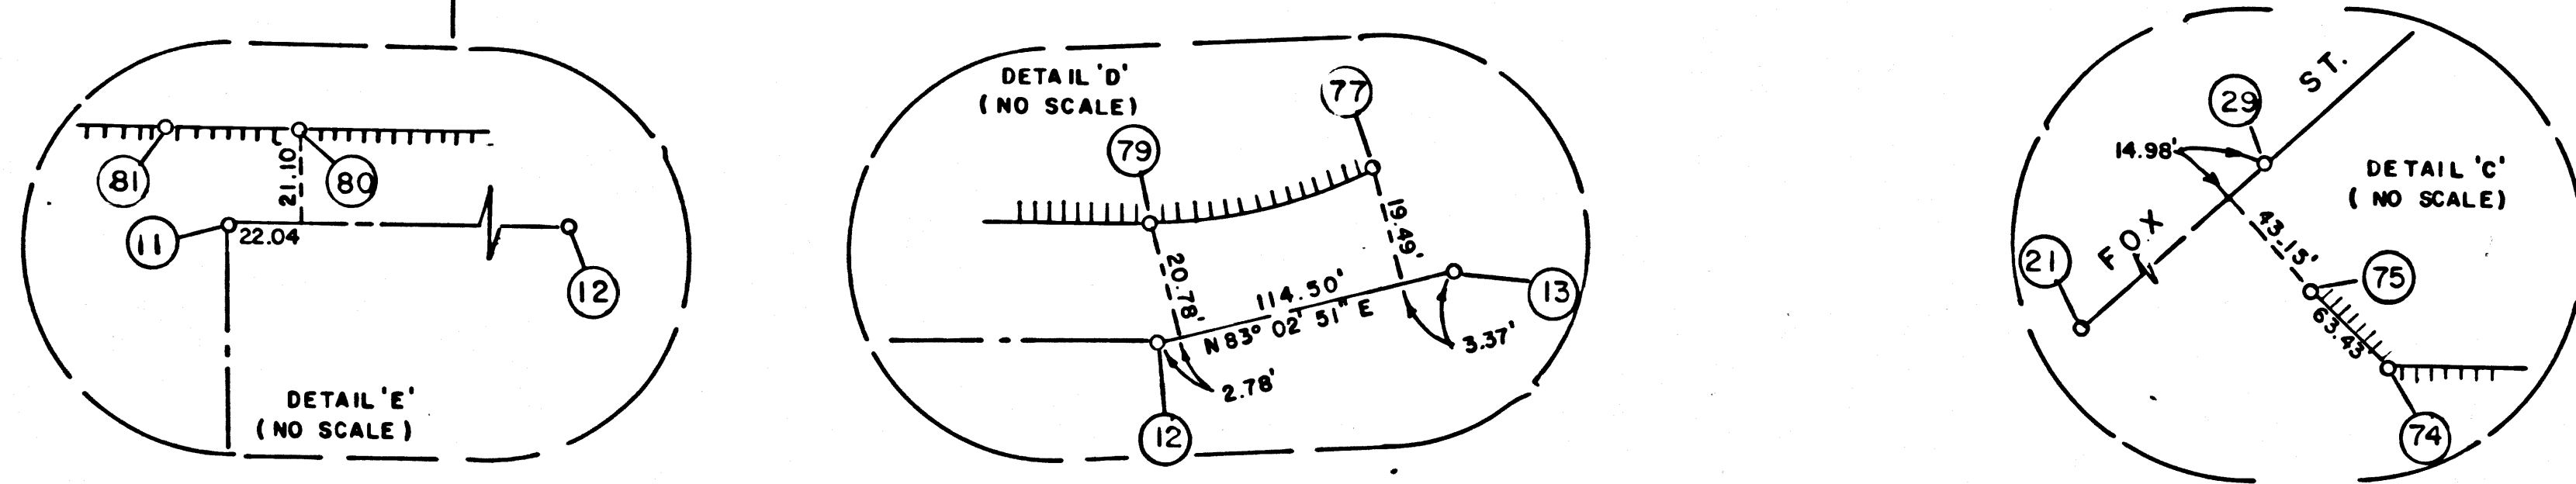 81
80
21.10
11
22.04
12
DETAIL 'E'
(NO SCALE)
DETAIL 'D'
(NO SCALE)
77
79
19.49'
20.78'
114.50'
N 83° 02' 51" E
13
3.37'
2.78'
12
ST.
29
14.98'
DETAIL 'C'
( NO SCALE)
FOX
43.15'
21
75
63.43'
74